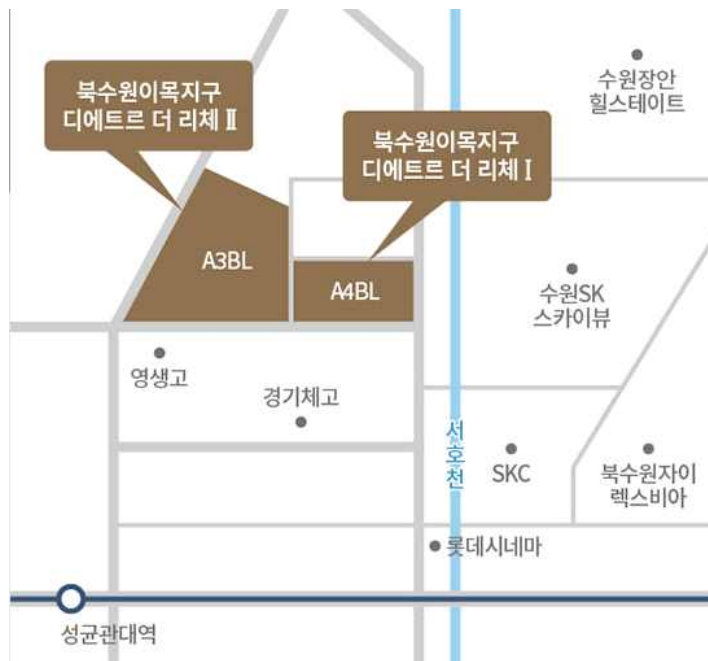 북수원이목지구
디에트르 더 리체 Ⅱ
수원장안
힐스테이트
북수원이목지구
디에트르 더 리체 Ⅰ
A3BL
A4BL
수원SK
스카이뷰
영생고
경기체고
서호천
SKC
북수원자이
렉스비아
롯데시네마
성균관대역